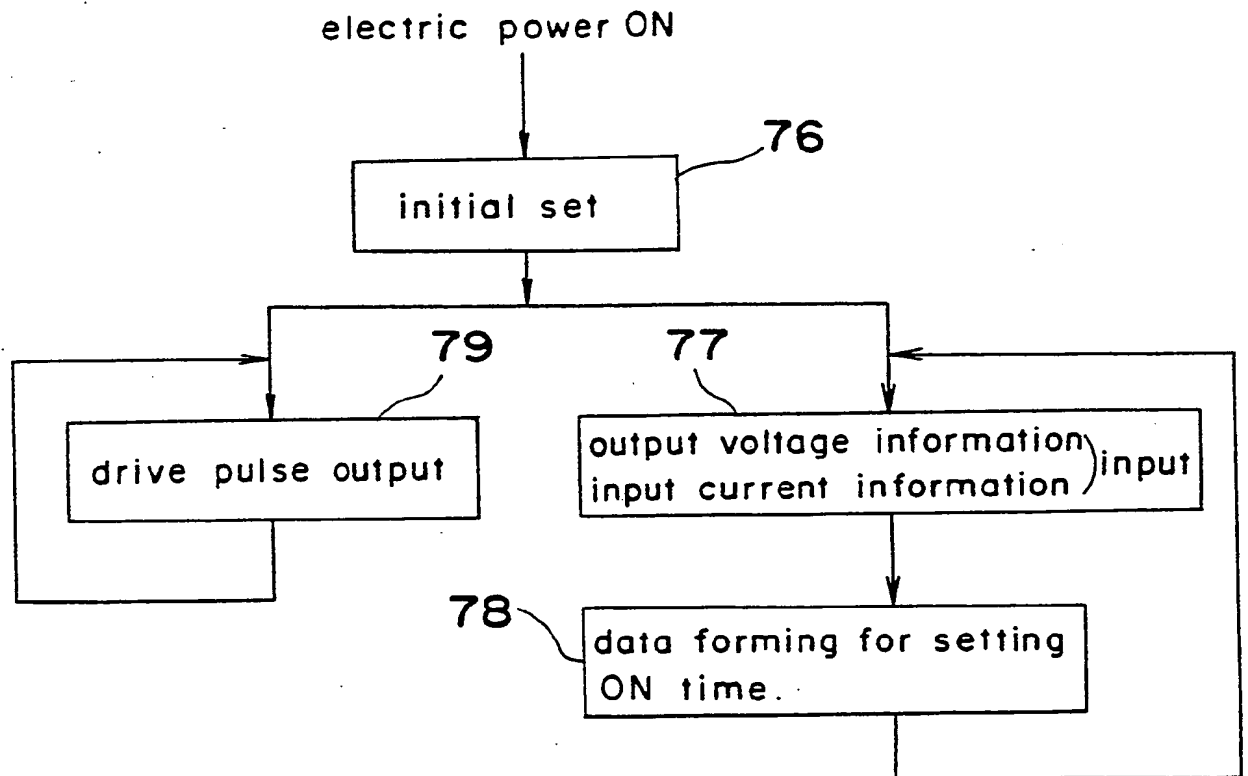 electric power ON
76
initial set
79
77
drive pulse output
output voltage information
input current information
input
78
data forming for setting
ON time.